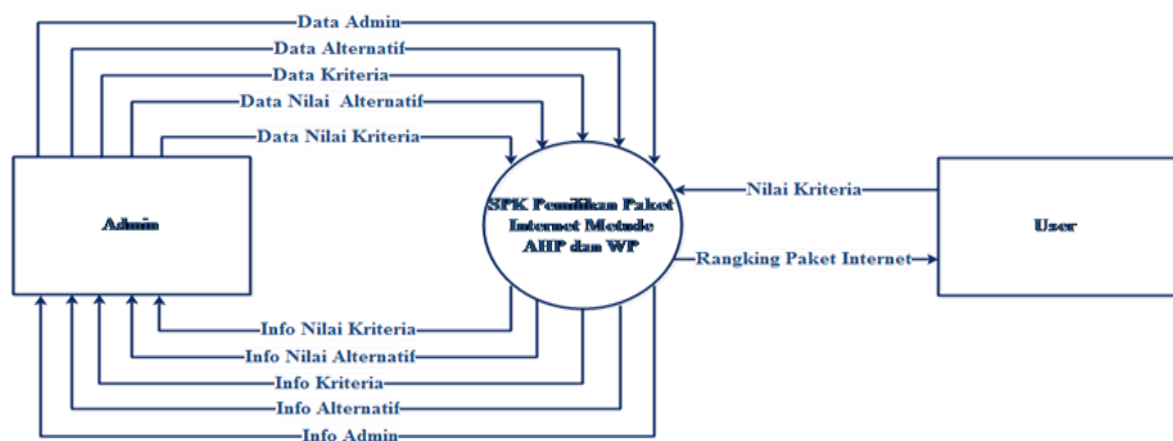 Data Admin
Data Alternatif
Data Kriteria
Data Nilai Alternatif
Data Nilai Kriteria
Admin
SPK Pemilihan Paket
Internet Metode
AHP dan WP
Nilai Kriteria
Rangking Paket Internet
User
Info Nilai Kriteria
Info Nilai Alternatif
Info Kriteria
Info Alternatif
Info Admin